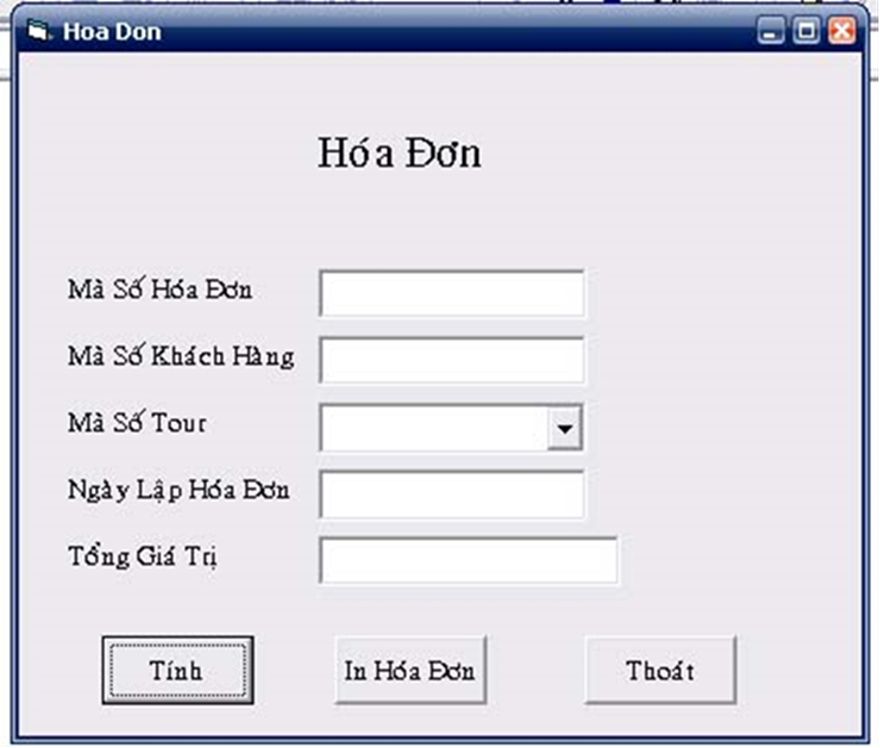 Hoa Don
Hóa Đơn
Mã Số Hóa Đơn
Mã Số Khách Hàng
Mã Số Tour
Ngày Lập Hóa Đơn
Tổng Giá Trị
Tính
In Hóa Đơn
Thoát